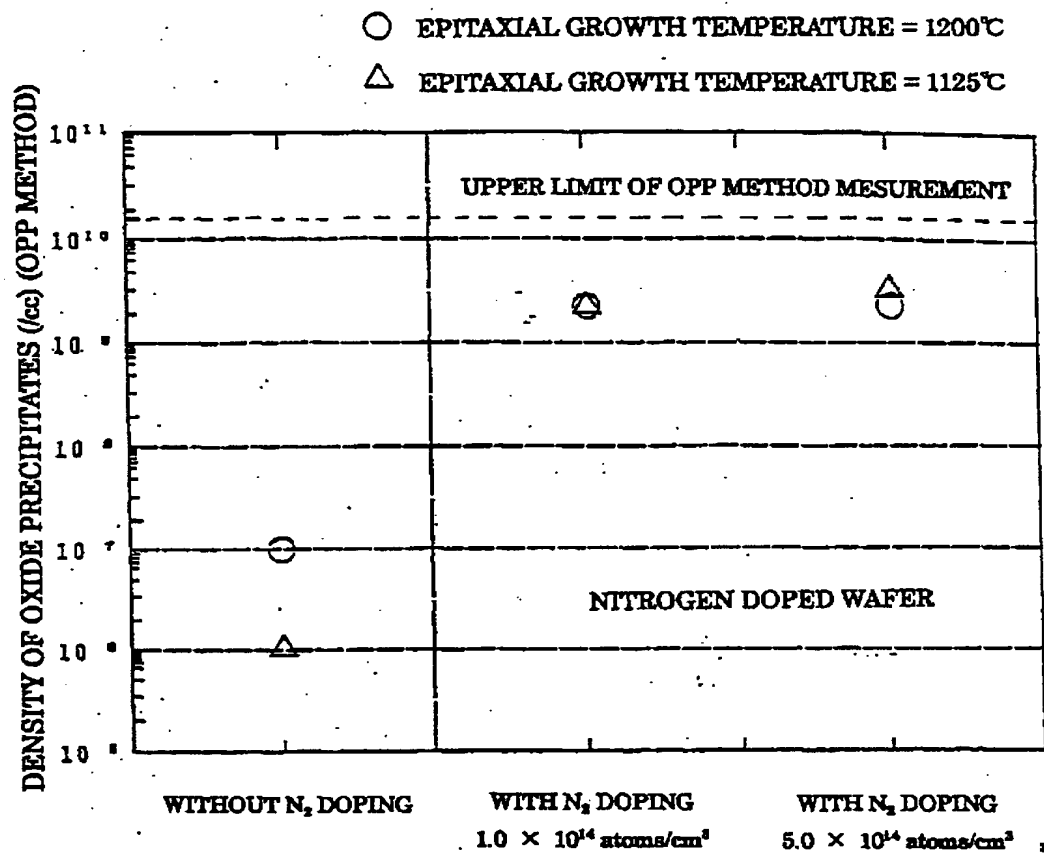 ○ EPITAXIAL GROWTH TEMPERATURE = 1200℃
△ EPITAXIAL GROWTH TEMPERATURE = 1125℃
DENSITY OF OXIDE PRECIPITATES (/cc) (OPP METHOD)
10¹¹
UPPER LIMIT OF OPP METHOD MESUREMENT
10¹⁰
10⁹
10⁸
10⁷
NITROGEN DOPED WAFER
10⁶
10⁵
WITHOUT N₂ DOPING
WITH N₂ DOPING
1.0 × 10¹⁴ atoms/cm³
WITH N₂ DOPING
5.0 × 10¹⁴ atoms/cm³